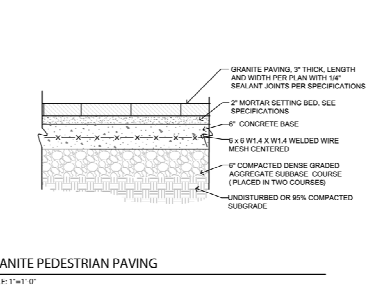 GRANITE PAVING, 3" THICK, LENGTH
AND WIDTH PER PLAN WITH 1/4"
SEALANT JOINTS PER SPECIFICATIONS
2" MORTAR SETTING BED. SEE
SPECIFICATIONS
6" CONCRETE BASE
6 x 6 W1.4 X W1.4 WELDED WIRE
MESH CENTERED
6" COMPACTED DENSE GRADED
AGGREGATE SUBBASE COURSE
( PLACED IN TWO COURSES)
UNDISTURBED OR 95% COMPACTED
SUBGRADE
ANITE PEDESTRIAN PAVING
E: 1"=1' 0"